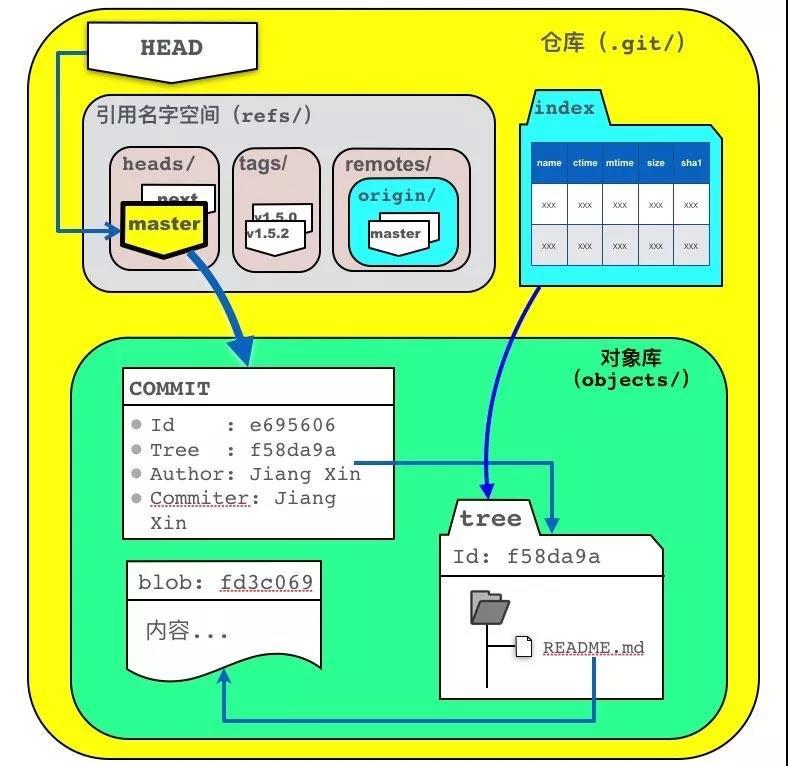 HEAD
仓库（.git/）
引用名字空间（refs/）
heads/
next
master
tags/
v1.5.0
v1.5.2
remotes/
origin/
master
index
name ctime mtime size sha1
xxx xxx xxx xxx xxx
xxx xxx xxx xxx xxx
对象库
（objects/）
COMMIT
Id : e695606
Tree : f58da9a
Author: Jiang Xin
Commiter: Jiang
Xin
tree
Id: f58da9a
README.md
blob: fd3c069
内容...